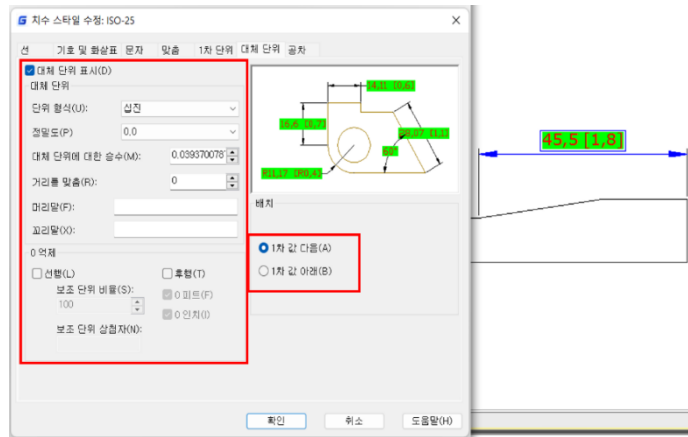 치수 스타일 수정: ISO-25
선 기호 및 화살표 문자 맞춤 1차 단위 대체 단위 공차
대체 단위 표시(D)
대체 단위
단위 형식(U): 십진
정밀도(P) 0.0
대체 단위에 대한 승수(M): 0.039370078
거리를 맞춤(R): 0
머리말(F):
꼬리말(X):
0 억제
선행(L) 후행(T)
보조 단위 비율(S): 0 피트(F)
100 0 인치(I)
보조 단위 상첨자(N):
14,11 [0,6]
16,6 [0,7]
28,07 [1,1]
60°
R11,17 [R0,4]
배치
1차 값 다음(A)
1차 값 아래(B)
확인 취소 도움말(H)
45,5 [1,8]